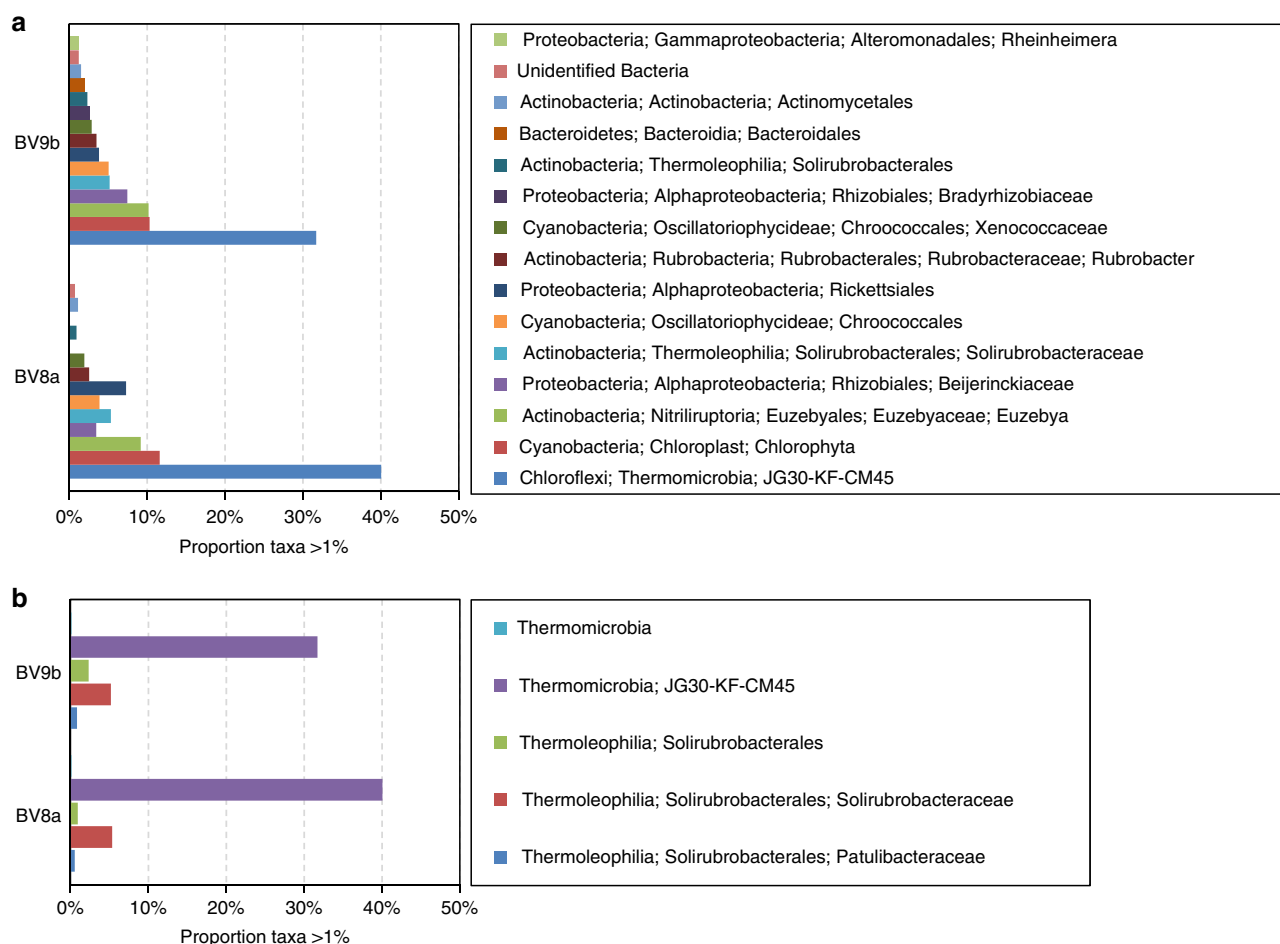 a
BV9b
BV8a
0% 10% 20% 30% 40% 50%
Proportion taxa >1%
Proteobacteria; Gammaproteobacteria; Alteromonadales; Rheinheimera
Unidentified Bacteria
Actinobacteria; Actinobacteria; Actinomycetales
Bacteroidetes; Bacteroidia; Bacteroidales
Actinobacteria; Thermoleophilia; Solirubrobacterales
Proteobacteria; Alphaproteobacteria; Rhizobiales; Bradyrhizobiaceae
Cyanobacteria; Oscillatoriophycideae; Chroococcales; Xenococcaceae
Actinobacteria; Rubrobacteria; Rubrobacterales; Rubrobacteraceae; Rubrobacter
Proteobacteria; Alphaproteobacteria; Rickettsiales
Cyanobacteria; Oscillatoriophycideae; Chroococcales
Actinobacteria; Thermoleophilia; Solirubrobacterales; Solirubrobacteraceae
Proteobacteria; Alphaproteobacteria; Rhizobiales; Beijerinckiaceae
Actinobacteria; Nitriliruptoria; Euzebyales; Euzebyaceae; Euzebya
Cyanobacteria; Chloroplast; Chlorophyta
Chloroflexi; Thermomicrobia; JG30-KF-CM45
b
BV9b
BV8a
0% 10% 20% 30% 40% 50%
Proportion taxa >1%
Thermomicrobia
Thermomicrobia; JG30-KF-CM45
Thermoleophilia; Solirubrobacterales
Thermoleophilia; Solirubrobacterales; Solirubrobacteraceae
Thermoleophilia; Solirubrobacterales; Patulibacteraceae